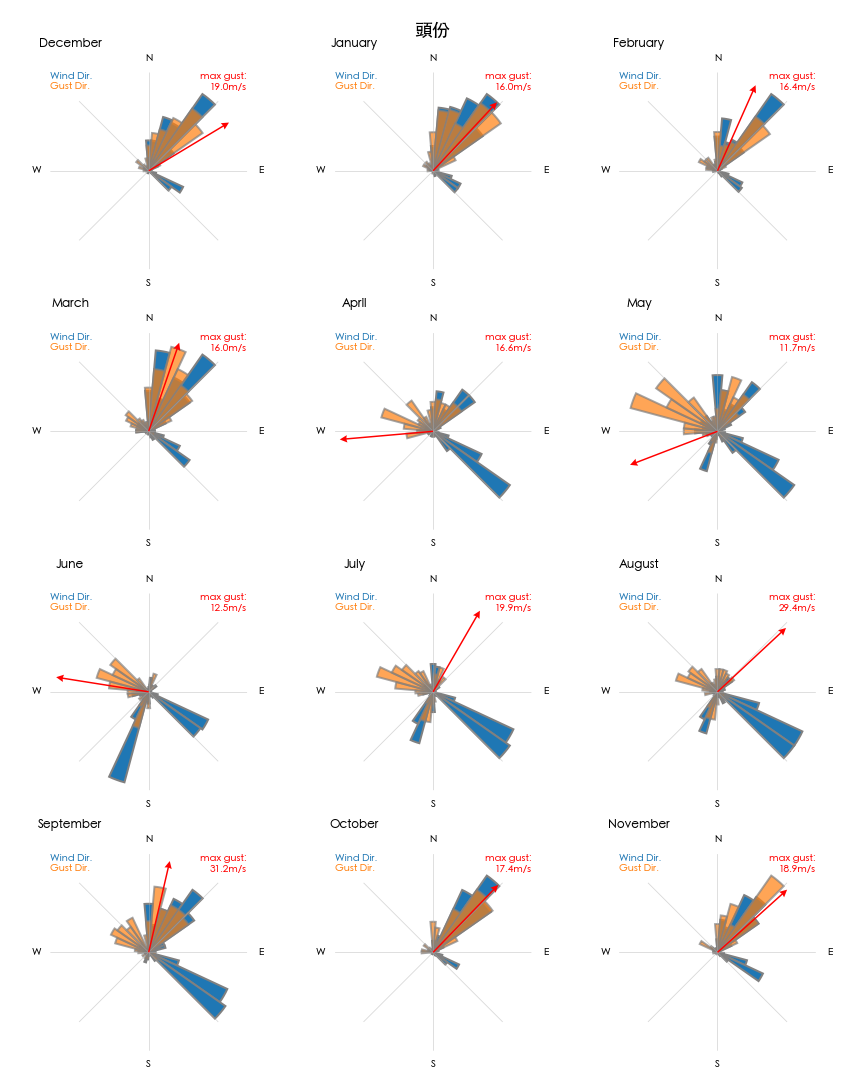 頭份
December
N
Wind Dir.
Gust Dir.
max gust:
19.0m/s
W
E
S
January
N
Wind Dir.
Gust Dir.
max gust:
16.0m/s
W
E
S
February
N
Wind Dir.
Gust Dir.
max gust:
16.4m/s
W
E
S
March
N
Wind Dir.
Gust Dir.
max gust:
16.0m/s
W
E
S
April
N
Wind Dir.
Gust Dir.
max gust:
16.6m/s
W
E
S
May
N
Wind Dir.
Gust Dir.
max gust:
11.7m/s
W
E
S
June
N
Wind Dir.
Gust Dir.
max gust:
12.5m/s
W
E
S
July
N
Wind Dir.
Gust Dir.
max gust:
19.9m/s
W
E
S
August
N
Wind Dir.
Gust Dir.
max gust:
29.4m/s
W
E
S
September
N
Wind Dir.
Gust Dir.
max gust:
31.2m/s
W
E
S
October
N
Wind Dir.
Gust Dir.
max gust:
17.4m/s
W
E
S
November
N
Wind Dir.
Gust Dir.
max gust:
18.9m/s
W
E
S